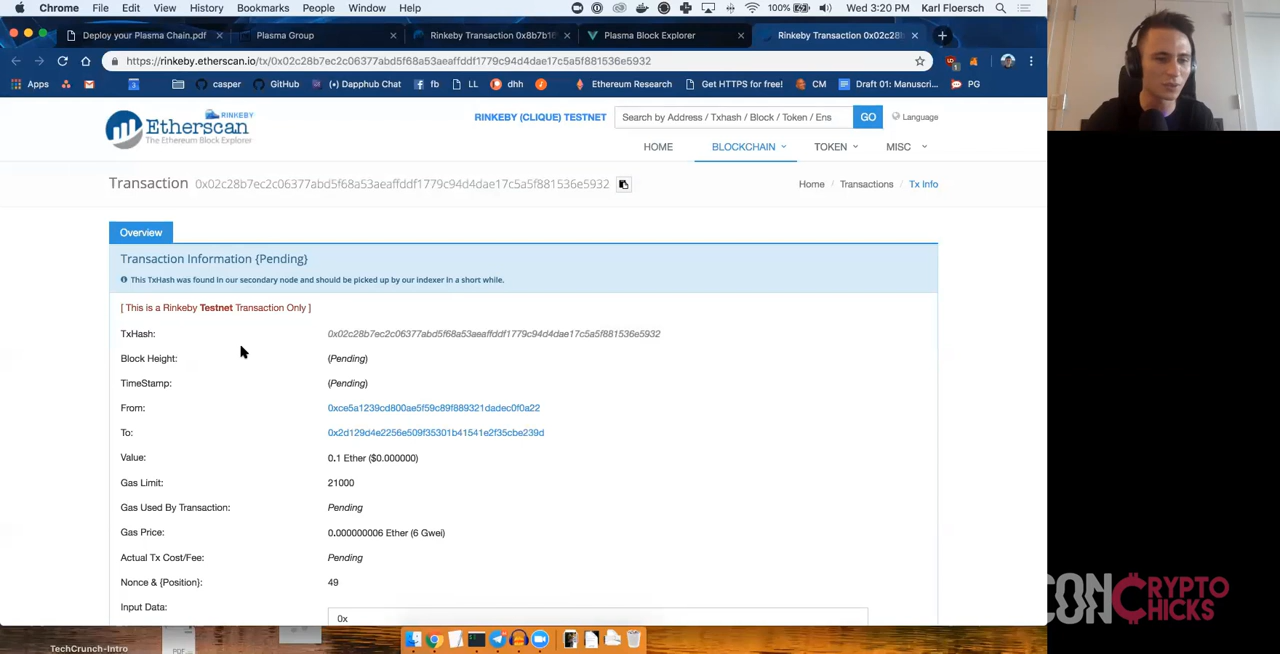 Chrome File Edit View History Bookmarks People Window Help 100% Wed 3:20 PM Karl Floersch
Deploy your Plasma Chain.pdf Plasma Group Rinkeby Transaction 0x8b7b16 Plasma Block Explorer Rinkeby Transaction 0x02c28b
https://rinkeby.etherscan.io/tx/0x02c28b7ec2c06377abd5f68a53aeaffddf1779c94d4dae17c5a5f881536e5932
Apps casper GitHub (+) Dapphub Chat fb LL dhh Ethereum Research Get HTTPS for free! CM Draft 01: Manuscri... PG
RINKEBY
Etherscan
The Ethereum Block Explorer
RINKEBY (CLIQUE) TESTNET Search by Address / Txhash / Block / Token / Ens GO Language
HOME BLOCKCHAIN TOKEN MISC
Transaction 0x02c28b7ec2c06377abd5f68a53aeaffddf1779c94d4dae17c5a5f881536e5932
Home / Transactions / Tx Info
Overview
Transaction Information {Pending}
This TxHash was found in our secondary node and should be picked up by our indexer in a short while.
[ This is a Rinkeby Testnet Transaction Only ]
TxHash: 0x02c28b7ec2c06377abd5f68a53aeaffddf1779c94d4dae17c5a5f881536e5932
Block Height: (Pending)
TimeStamp: (Pending)
From: 0xce5a1239cd800ae5f59c89f889321dadec0f0a22
To: 0x2d129d4e2256e509f35301b41541e2f35cbe239d
Value: 0.1 Ether ($0.000000)
Gas Limit: 21000
Gas Used By Transaction: Pending
Gas Price: 0.000000006 Ether (6 Gwei)
Actual Tx Cost/Fee: Pending
Nonce & {Position}: 49
Input Data: 0x
TechCrunch-Intro
PDF
CON CRYPTO CHICKS